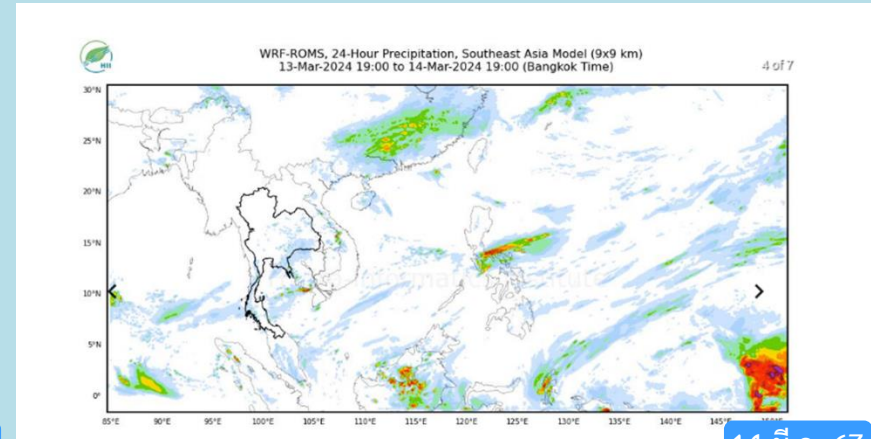 WRF-ROMS, 24-Hour Precipitation, Southeast Asia Model (9x9 km)
13-Mar-2024 19:00 to 14-Mar-2024 19:00 (Bangkok Time)
HII
4 of 7
30°N
25°N
20°N
15°N
10°N
5°N
0°
85°E
90°E
95°E
100°E
105°E
110°E
115°E
120°E
125°E
130°E
135°E
140°E
145°E
150°E